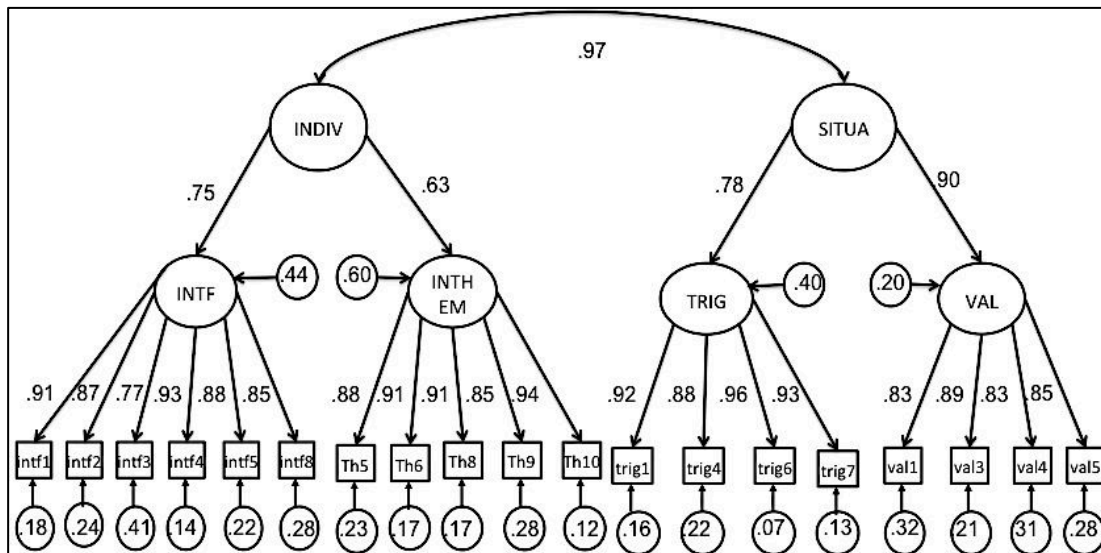 .97
INDIV SITUA
.75 .63 .78 .90
INTF .44 .60 INTH
EM
TRIG .40 .20 VAL
.91 .87 .77 .93 .88 .85 .88 .91 .91 .85 .94 .92 .88 .96 .93 .83 .89 .83 .85
intf1 intf2 intf3 intf4 intf5 intf8 Th5 Th6 Th8 Th9 Th10 trig1 trig4 trig6 trig7 val1 val3 val4 val5
.18 .24 .41 .14 .22 .28 .23 .17 .17 .28 .12 .16 .22 .07 .13 .32 .21 .31 .28